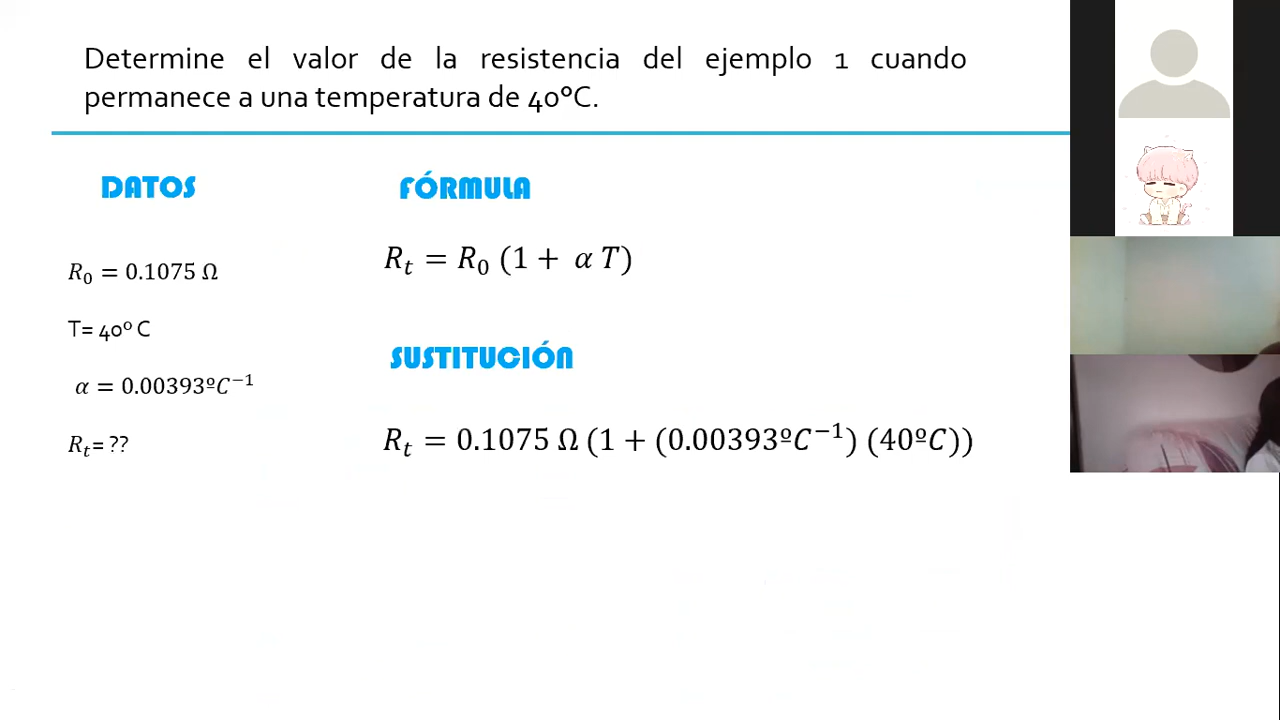 Determine el valor de la resistencia del ejemplo 1 cuando
permanece a una temperatura de 40°C.
DATOS
R₀ = 0.1075 Ω
T= 40º C
α = 0.00393ºC⁻¹
Rₜ= ??
FÓRMULA
Rₜ = R₀ (1 + α T)
SUSTITUCIÓN
Rₜ = 0.1075 Ω (1 + (0.00393ºC⁻¹) (40ºC))